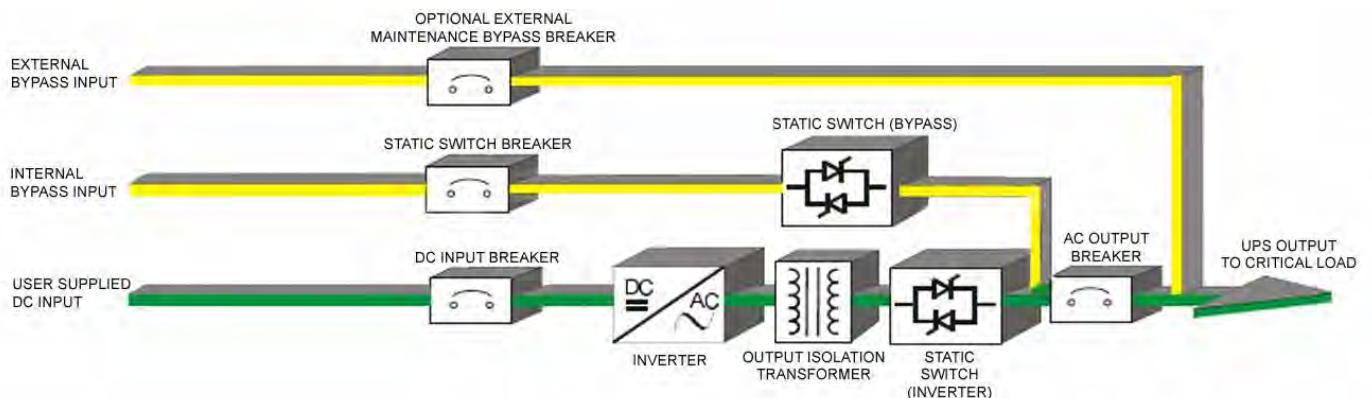 OPTIONAL EXTERNAL
MAINTENANCE BYPASS BREAKER
EXTERNAL
BYPASS INPUT
STATIC SWITCH BREAKER
STATIC SWITCH (BYPASS)
INTERNAL
BYPASS INPUT
DC INPUT BREAKER
AC OUTPUT
BREAKER
UPS OUTPUT
TO CRITICAL LOAD
USER SUPPLIED
DC INPUT
DC
AC
INVERTER
OUTPUT ISOLATION
TRANSFORMER
STATIC
SWITCH
(INVERTER)